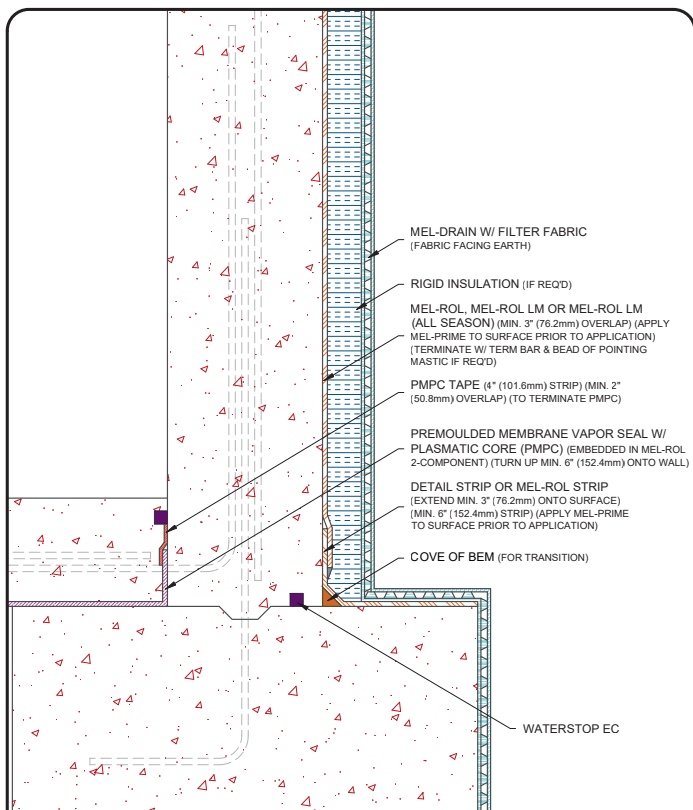 MEL-DRAIN W/ FILTER FABRIC
(FABRIC FACING EARTH)
RIGID INSULATION (IF REQ'D)
MEL-ROL, MEL-ROL LM OR MEL-ROL LM
(ALL SEASON) (MIN. 3" (76.2mm) OVERLAP) (APPLY
MEL-PRIME TO SURFACE PRIOR TO APPLICATION)
(TERMINATE W/ TERM BAR & BEAD OF POINTING
MASTIC IF REQ'D)
PMPC TAPE (4" (101.6mm) STRIP) (MIN. 2"
(50.8mm) OVERLAP) (TO TERMINATE PMPC)
PREMOULDED MEMBRANE VAPOR SEAL W/
PLASMATIC CORE (PMPC) (EMBEDDED IN MEL-ROL
2-COMPONENT) (TURN UP MIN. 6" (152.4mm) ONTO WALL)
DETAIL STRIP OR MEL-ROL STRIP
(EXTEND MIN. 3" (76.2mm) ONTO SURFACE)
(MIN. 6" (152.4mm) STRIP) (APPLY MEL-PRIME
TO SURFACE PRIOR TO APPLICATION)
COVE OF BEM (FOR TRANSITION)
WATERSTOP EC